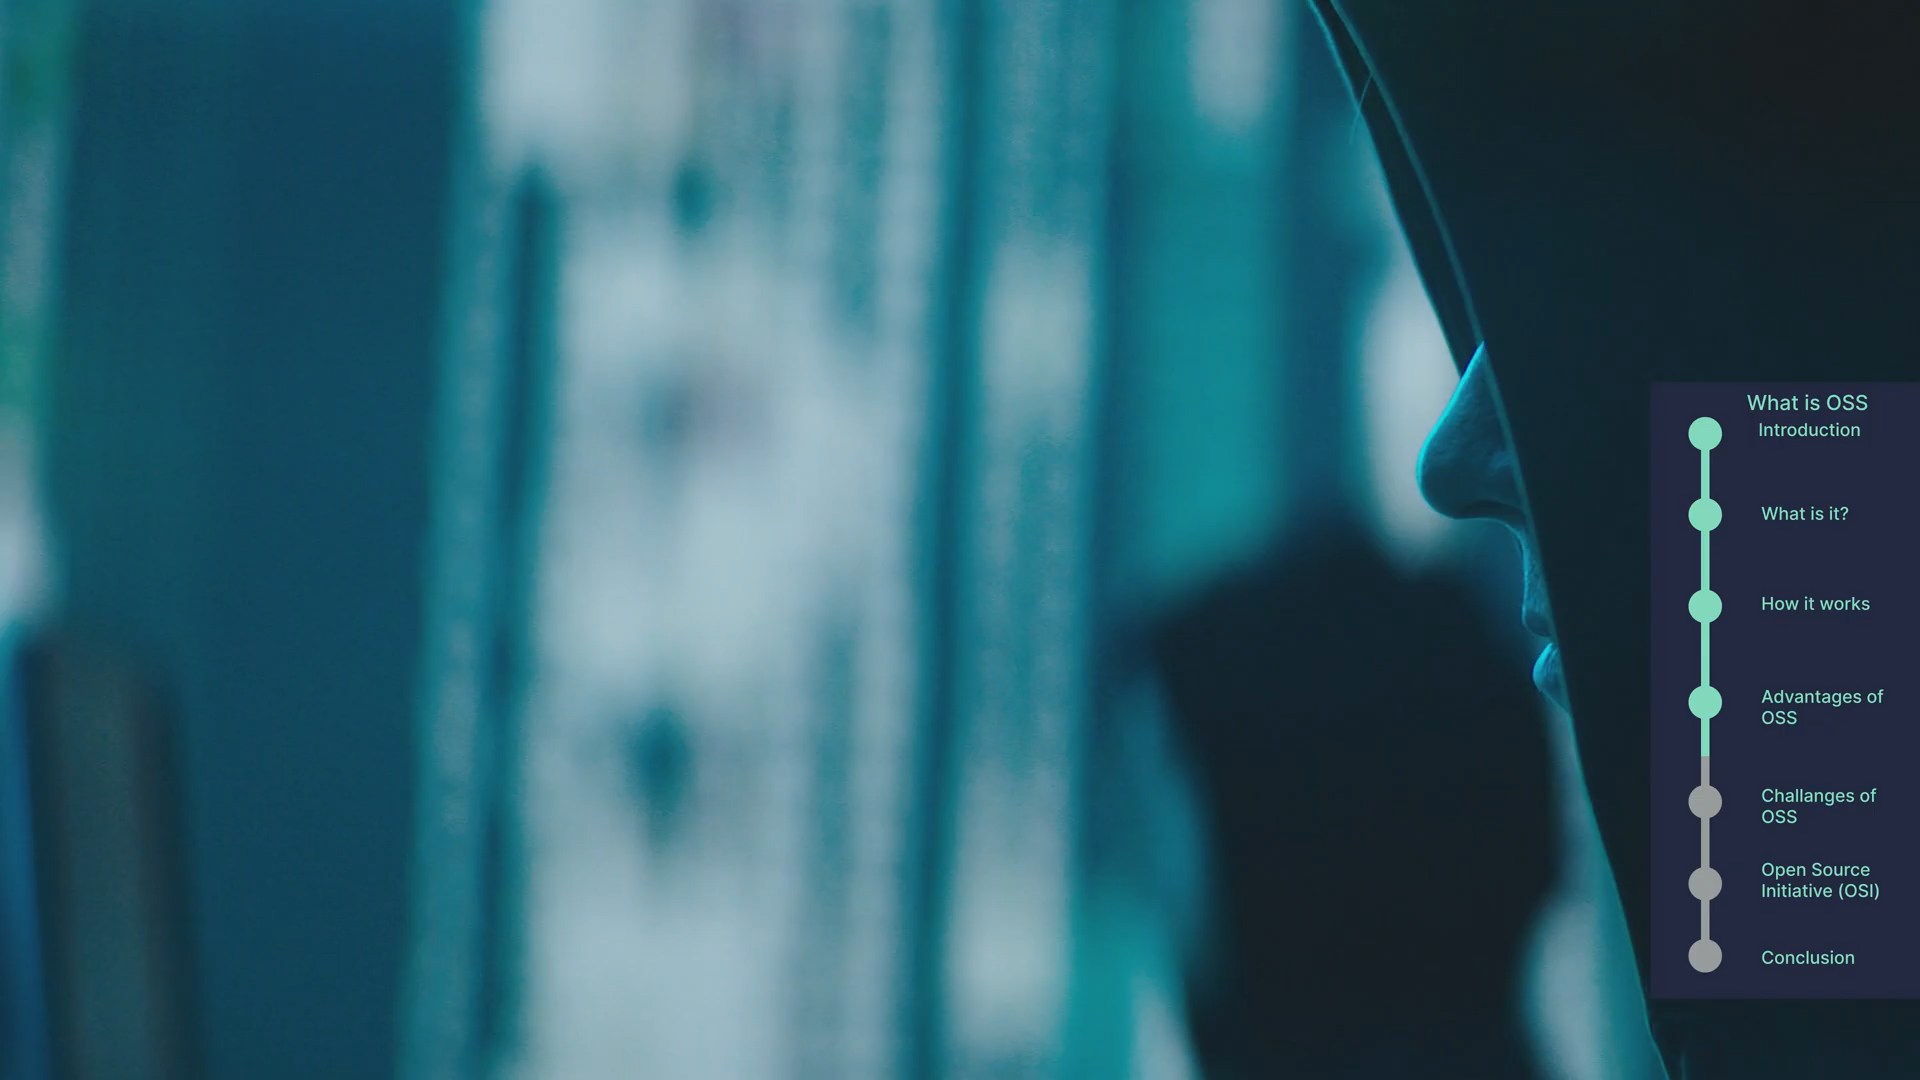 What is OSS
Introduction
What is it?
How it works
Advantages of
OSS
Challanges of
OSS
Open Source
Initiative (OSI)
Conclusion